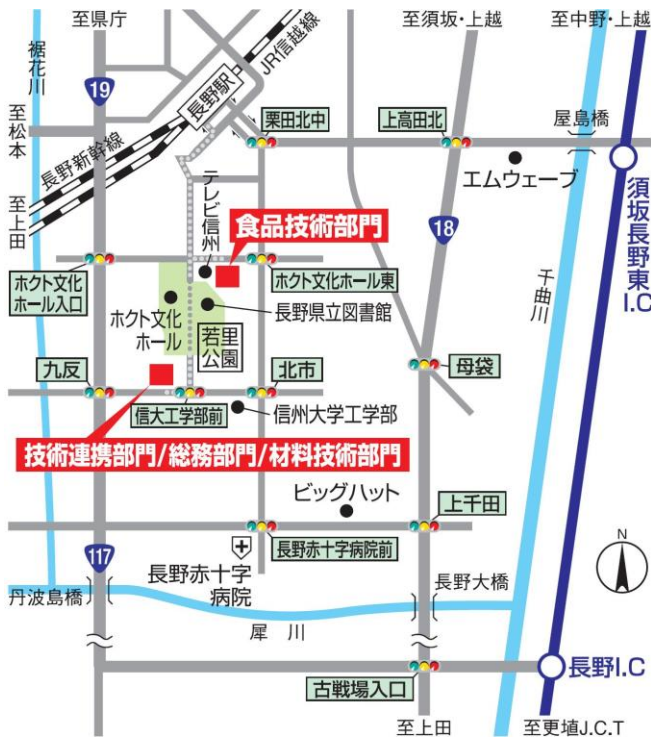 至県庁
至須坂・上越
至中野・上越
裾花川
19
JR信越線
長野駅
至松本
長野新幹線
至上田
栗田北中
上高田北
屋島橋
エムウェーブ
須坂長野東I.C
テレビ信州
食品技術部門
18
千曲川
ホクト文化
ホール入口
ホクト文化ホール東
ホクト文化
ホール
長野県立図書館
若里
公園
母袋
九反
北市
信大工学部前
信州大学工学部
技術連携部門/総務部門/材料技術部門
ビッグハット
上千田
N
117
長野赤十字病院前
長野赤十字
病院
丹波島橋
長野大橋
犀川
古戦場入口
長野I.C
至上田
至更埴J.C.T